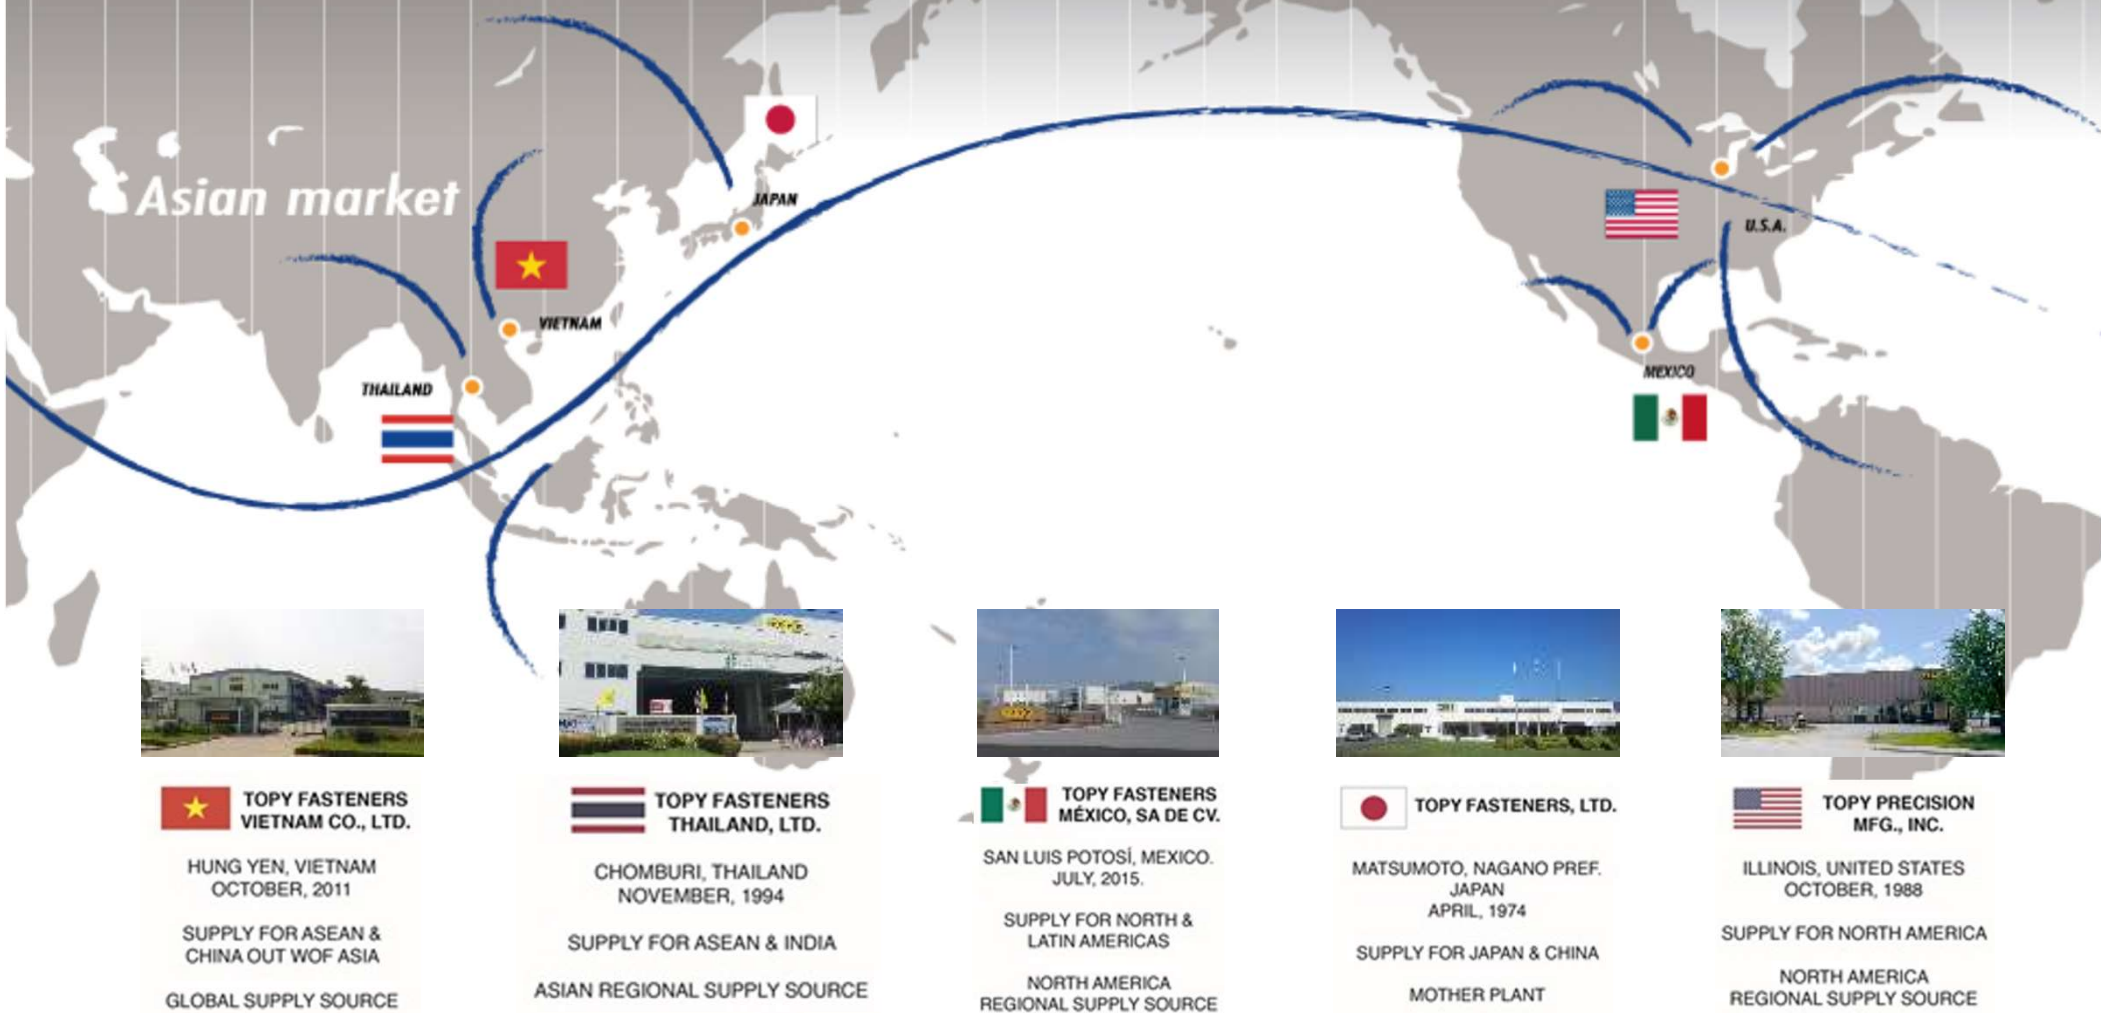 Asian market
JAPAN
U.S.A.
VIETNAM
THAILAND
MEXICO
TOPY FASTENERS
VIETNAM CO., LTD.
HUNG YEN, VIETNAM
OCTOBER, 2011
SUPPLY FOR ASEAN &
CHINA OUT WOF ASIA
GLOBAL SUPPLY SOURCE
TOPY FASTENERS
THAILAND, LTD.
CHOMBURI, THAILAND
NOVEMBER, 1994
SUPPLY FOR ASEAN & INDIA
ASIAN REGIONAL SUPPLY SOURCE
TOPY FASTENERS
MÉXICO, SA DE CV.
SAN LUIS POTOSÍ, MEXICO.
JULY, 2015.
SUPPLY FOR NORTH &
LATIN AMERICAS
NORTH AMERICA
REGIONAL SUPPLY SOURCE
TOPY FASTENERS, LTD.
MATSUMOTO, NAGANO PREF.
JAPAN
APRIL, 1974
SUPPLY FOR JAPAN & CHINA
MOTHER PLANT
TOPY PRECISION
MFG., INC.
ILLINOIS, UNITED STATES
OCTOBER, 1988
SUPPLY FOR NORTH AMERICA
NORTH AMERICA
REGIONAL SUPPLY SOURCE